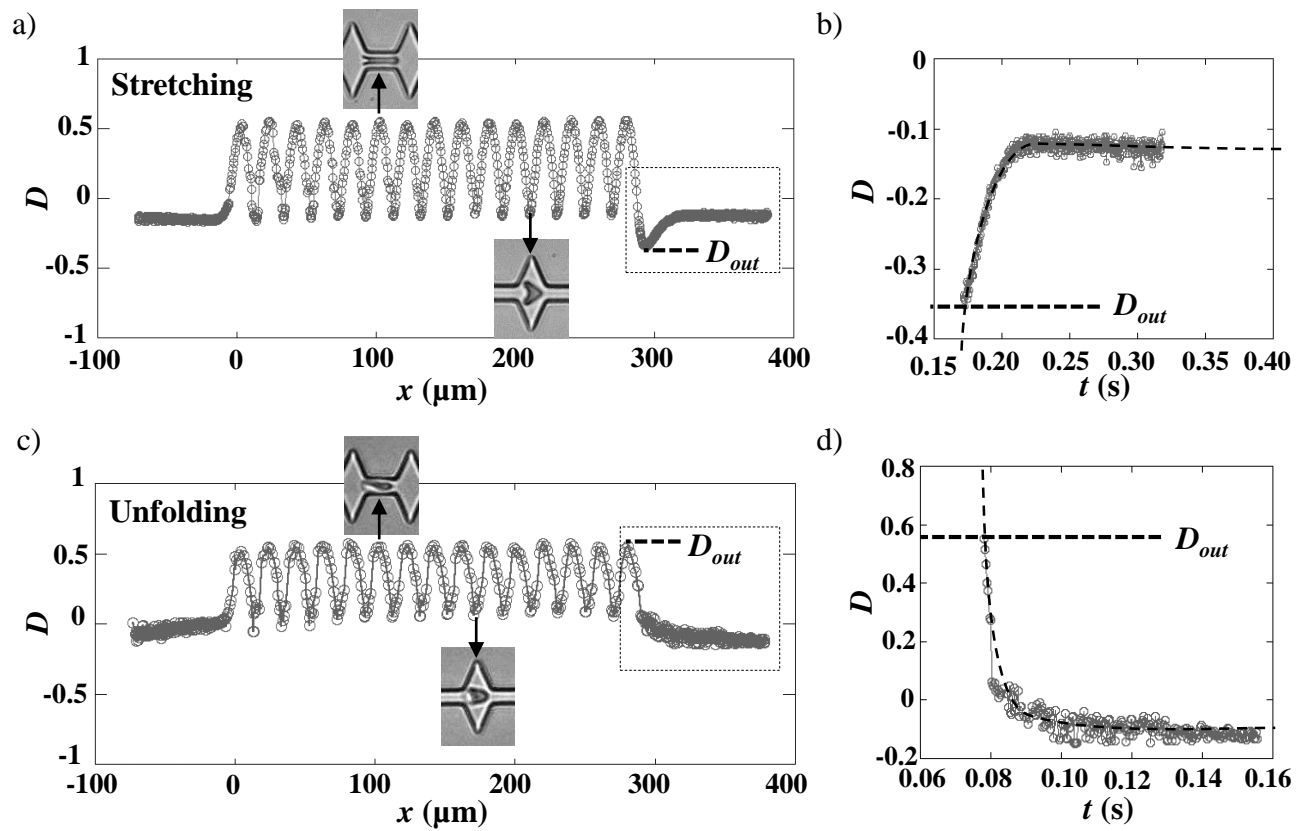 a)
Stretching
D
1
0.5
0
-0.5
-1
-100 0 100 200 300 400
x (µm)
D_out
b)
D
0
-0.1
-0.2
-0.3
-0.4
0.15 0.20 0.25 0.30 0.35 0.40
t (s)
D_out
c)
Unfolding
D
1
0.5
0
-0.5
-1
-100 0 100 200 300 400
x (µm)
D_out
d)
D
0.8
0.6
0.4
0.2
0
-0.2
0.06 0.08 0.10 0.12 0.14 0.16
t (s)
D_out